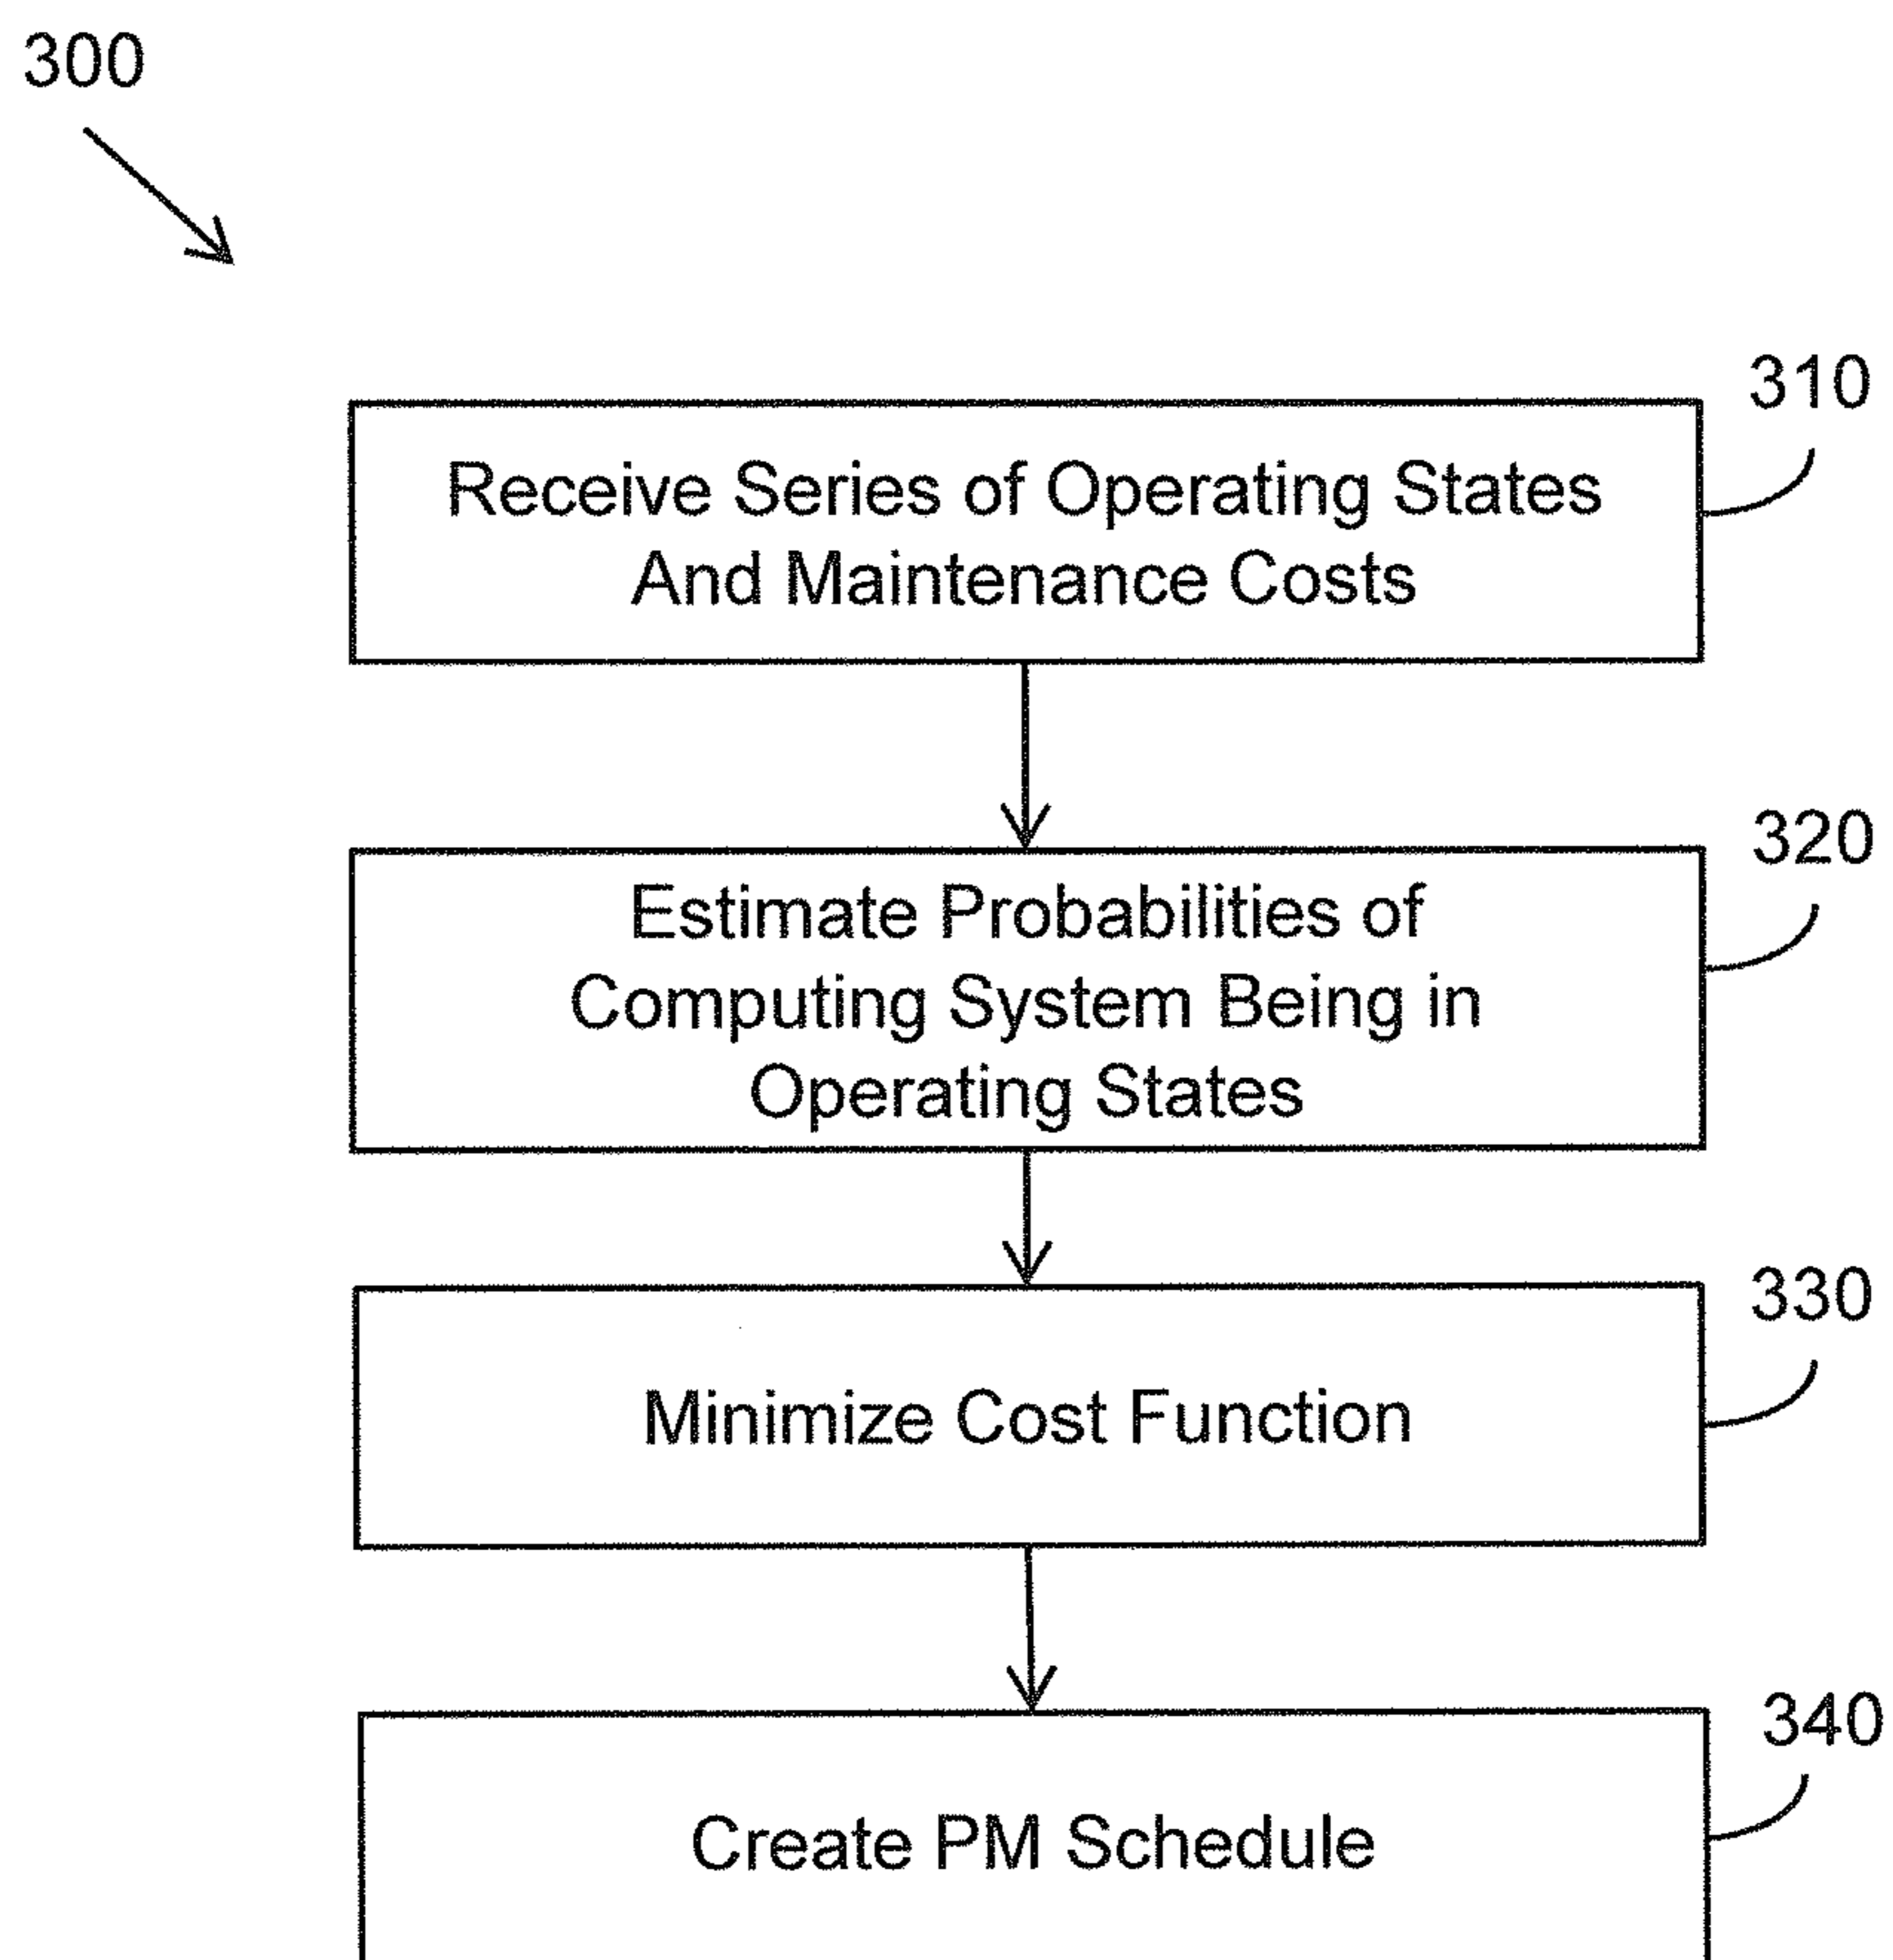 300
310
Receive Series of Operating States
And Maintenance Costs
320
Estimate Probabilities of
Computing System Being in
Operating States
330
Minimize Cost Function
340
Create PM Schedule